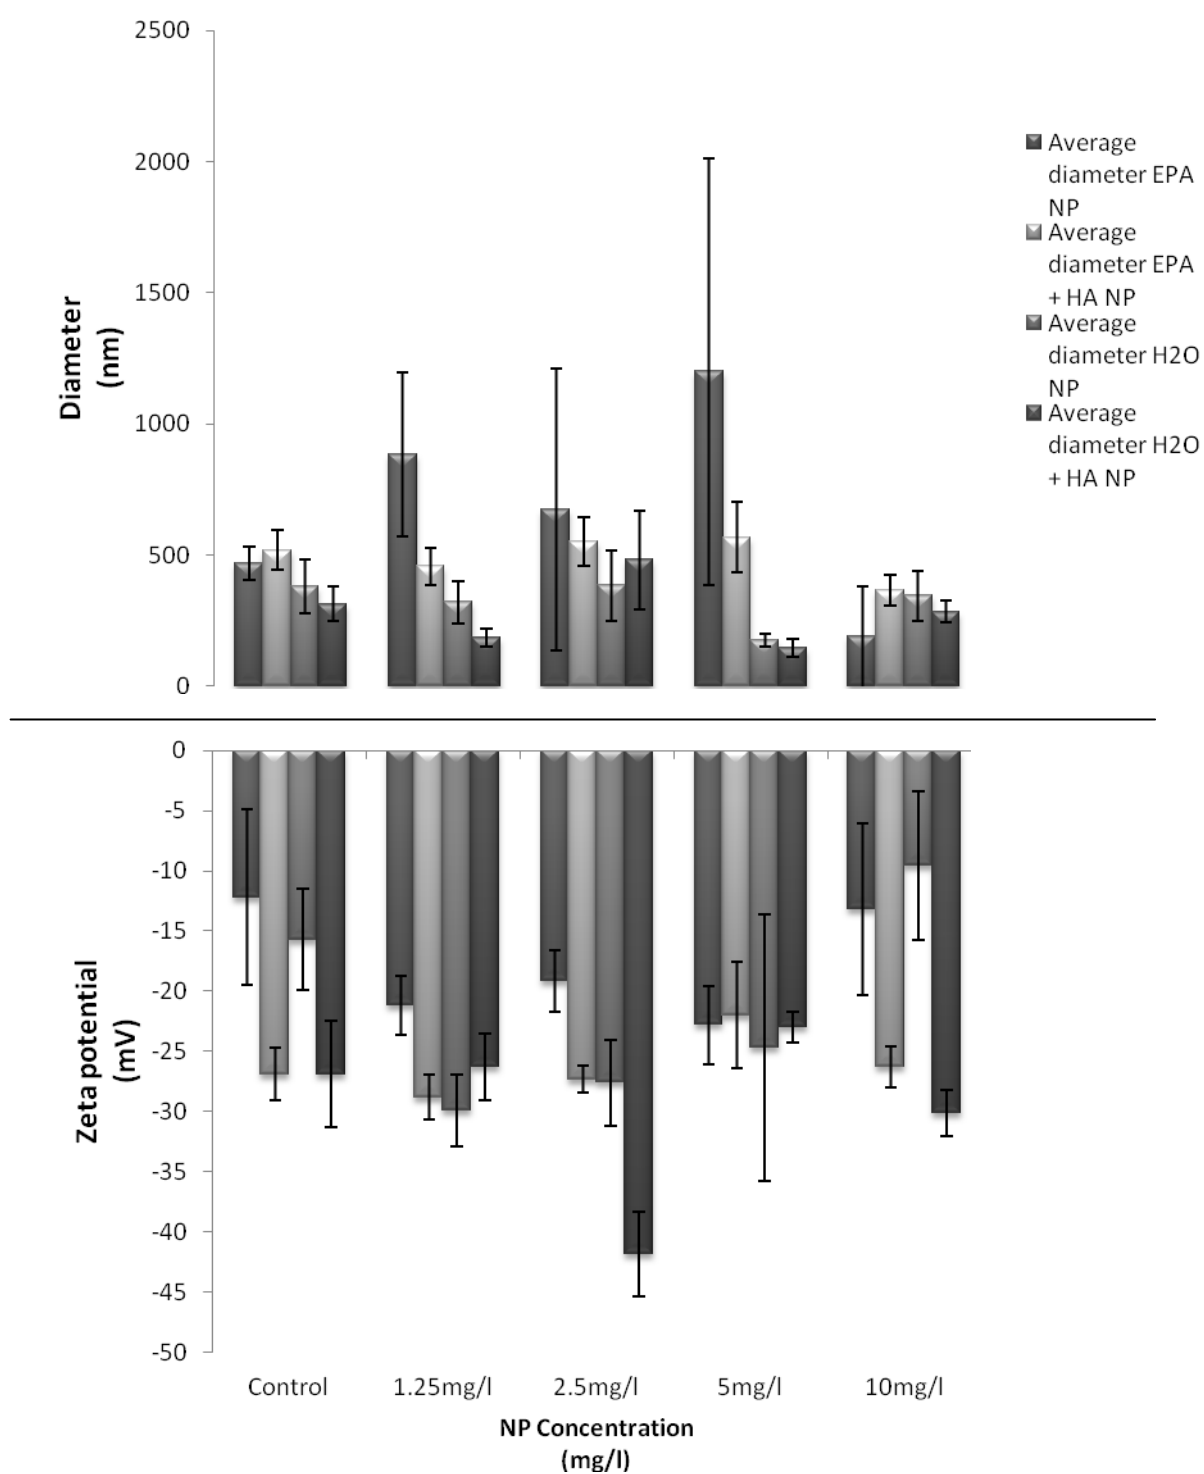 2500
2000
1500
1000
500
0
Diameter
(nm)
Average
diameter EPA
NP
Average
diameter EPA
+ HA NP
Average
diameter H2O
NP
Average
diameter H2O
+ HA NP
0
-5
-10
-15
-20
-25
-30
-35
-40
-45
-50
Zeta potential
(mV)
Control 1.25mg/l 2.5mg/l 5mg/l 10mg/l
NP Concentration
(mg/l)